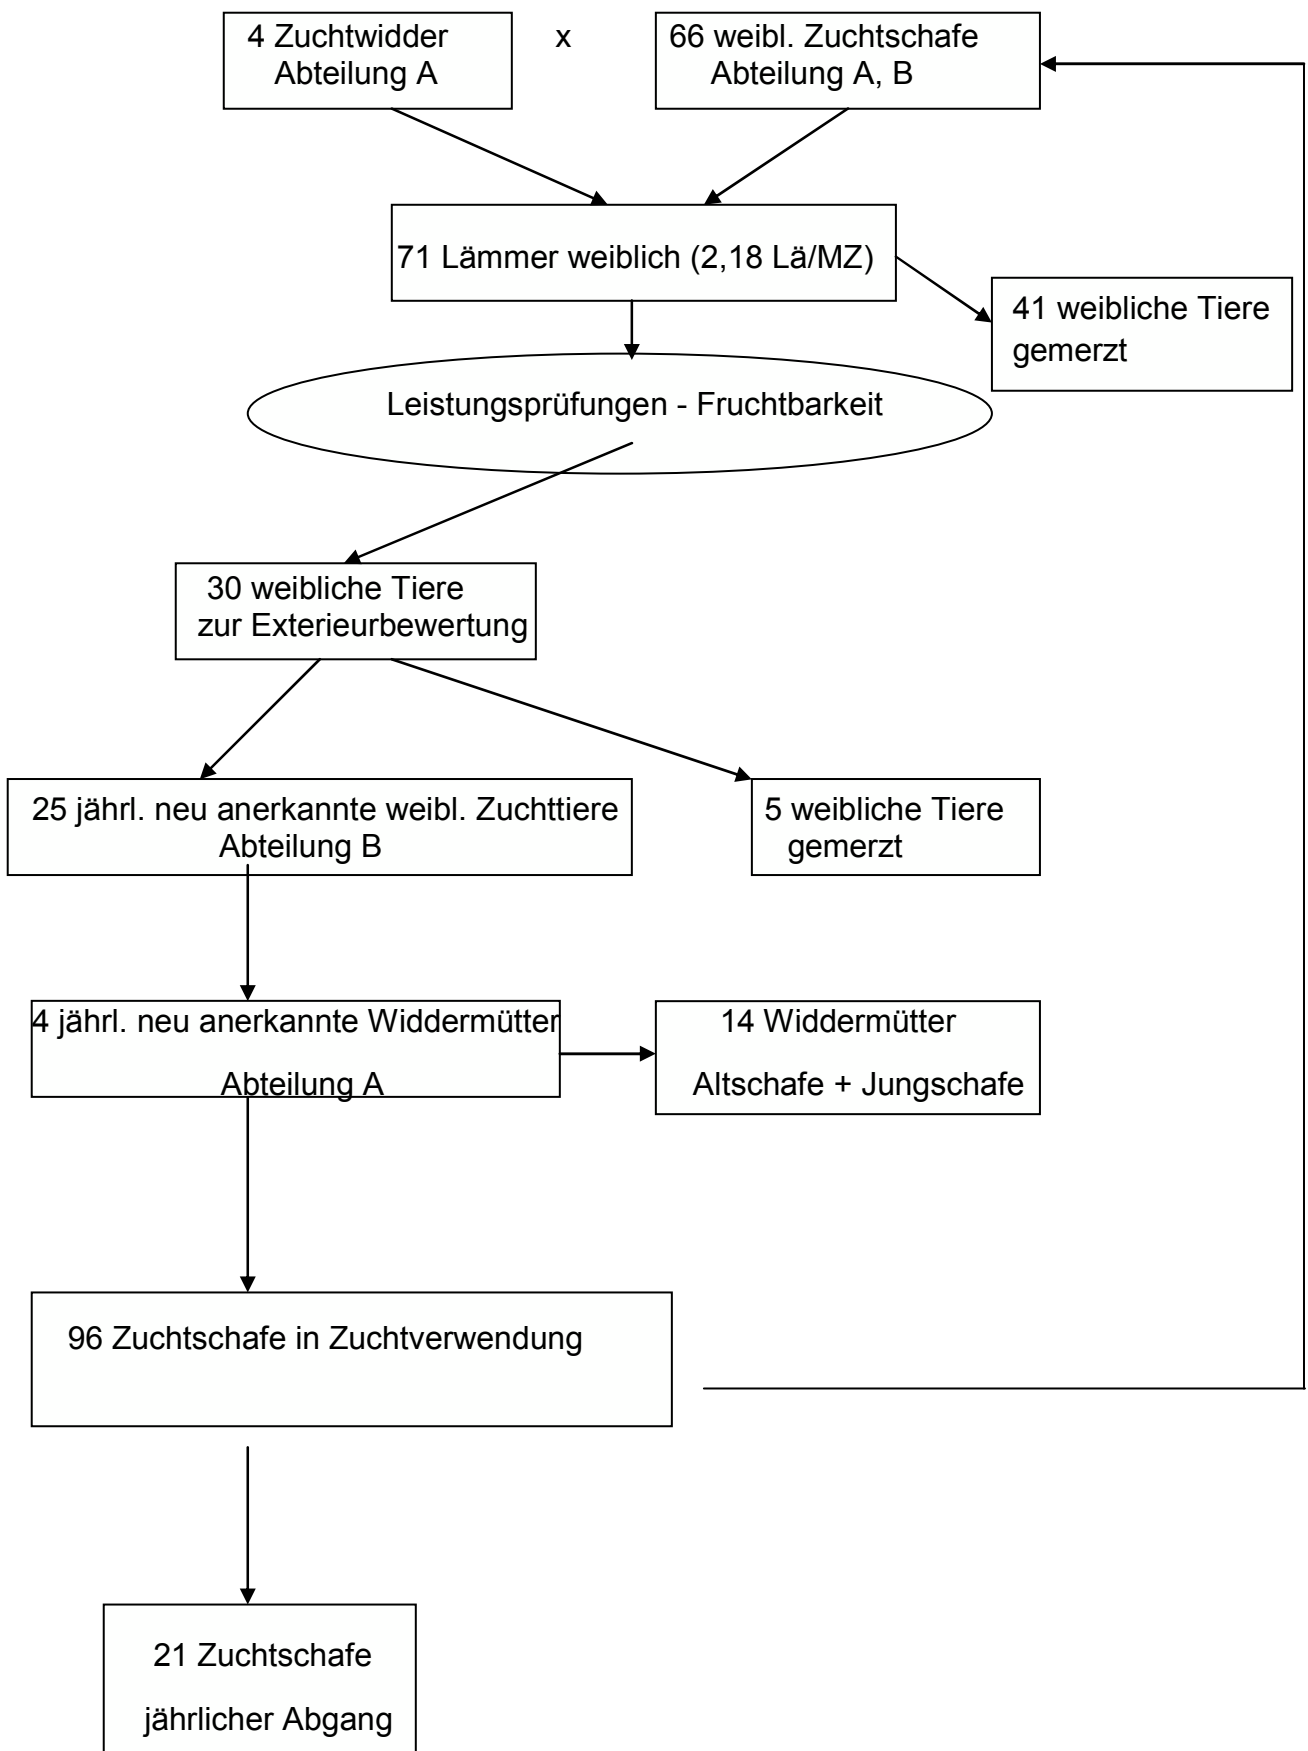 4 Zuchtwidder
Abteilung A
x
66 weibl. Zuchtschafe
Abteilung A, B
71 Lämmer weiblich (2,18 Lä/MZ)
41 weibliche Tiere
gemerzt
Leistungsprüfungen - Fruchtbarkeit
30 weibliche Tiere
zur Exterieurbewertung
25 jährl. neu anerkannte weibl. Zuchttiere
Abteilung B
5 weibliche Tiere
gemerzt
4 jährl. neu anerkannte Widdermütter
Abteilung A
14 Widdermütter
Altschafe + Jungschafe
96 Zuchtschafe in Zuchtverwendung
21 Zuchtschafe
jährlicher Abgang